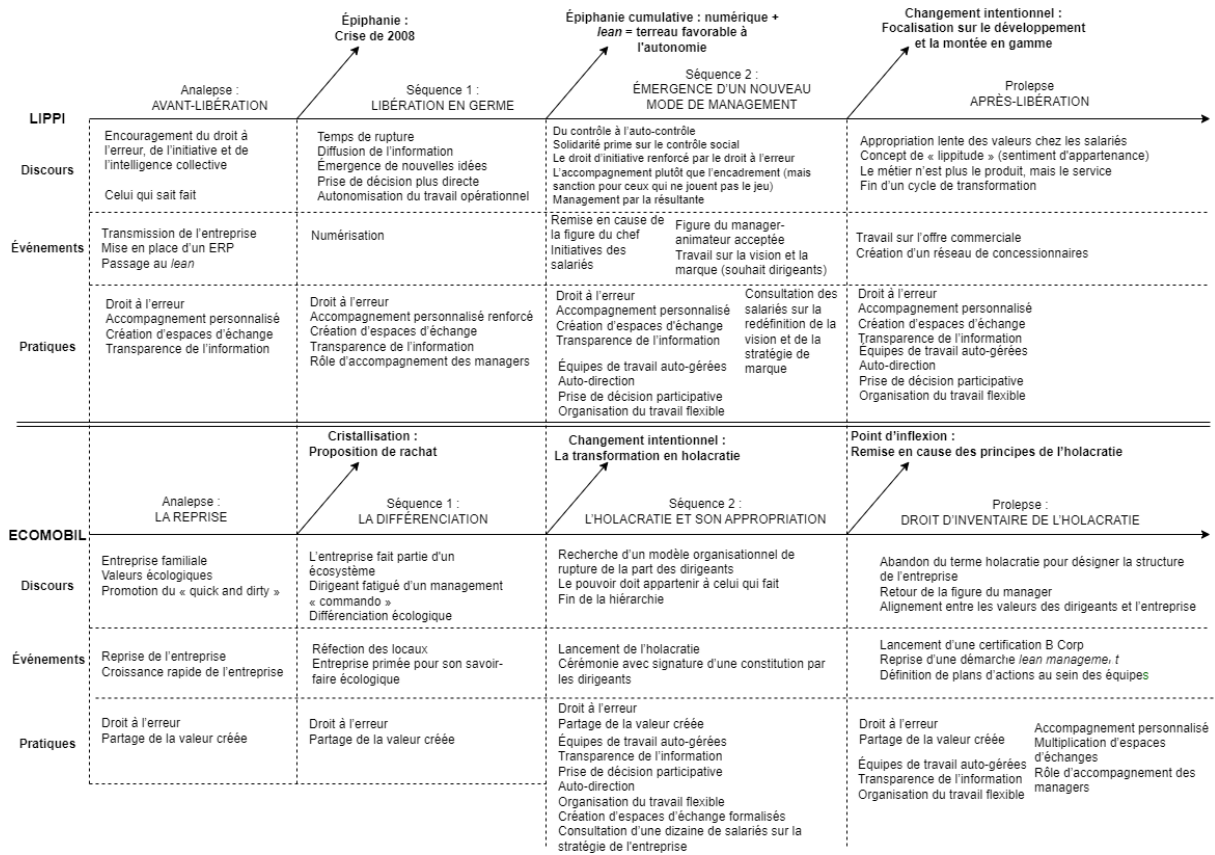 Épiphanie :
Crise de 2008
Épiphanie cumulative : numérique +
lean = terreau favorable à
l'autonomie
Changement intentionnel :
Focalisation sur le développement
et la montée en gamme
LIPPI
Analepse :
AVANT-LIBÉRATION
Séquence 1 :
LIBÉRATION EN GERME
Séquence 2 :
ÉMERGENCE D'UN NOUVEAU
MODE DE MANAGEMENT
Prolepse
APRÈS-LIBÉRATION
Discours
Encouragement du droit à
l'erreur, de l'initiative et de
l'intelligence collective
Celui qui sait fait
Temps de rupture
Diffusion de l'information
Émergence de nouvelles idées
Prise de décision plus directe
Autonomisation du travail opérationnel
Du contrôle à l'auto-contrôle
Solidarité prime sur le contrôle social
Le droit d'initiative renforcé par le droit à l'erreur
L'accompagnement plutôt que l'encadrement (mais
sanction pour ceux qui ne jouent pas le jeu)
Management par la résultante
Appropriation lente des valeurs chez les salariés
Concept de « lippitude » (sentiment d'appartenance)
Le métier n'est plus le produit, mais le service
Fin d'un cycle de transformation
Événements
Transmission de l'entreprise
Mise en place d'un ERP
Passage au lean
Numérisation
Remise en cause de
la figure du chef
Initiatives des
salariés
Figure du manager-
animateur acceptée
Travail sur la vision et la
marque (souhait dirigeants)
Travail sur l'offre commerciale
Création d'un réseau de concessionnaires
Pratiques
Droit à l'erreur
Accompagnement personnalisé
Création d'espaces d'échange
Transparence de l'information
Droit à l'erreur
Accompagnement personnalisé renforcé
Création d'espaces d'échange
Transparence de l'information
Rôle d'accompagnement des managers
Droit à l'erreur
Accompagnement personnalisé
Création d'espaces d'échange
Transparence de l'information
Équipes de travail auto-gérées
Auto-direction
Prise de décision participative
Organisation du travail flexible
Consultation des
salariés sur la
redéfinition de la
vision et de la
stratégie de
marque
Droit à l'erreur
Accompagnement personnalisé
Création d'espaces d'échange
Transparence de l'information
Équipes de travail auto-gérées
Auto-direction
Prise de décision participative
Organisation du travail flexible
Cristallisation :
Proposition de rachat
Changement intentionnel :
La transformation en holacratie
Point d'inflexion :
Remise en cause des principes de l'holacratie
ECOMOBIL
Analepse :
LA REPRISE
Séquence 1 :
LA DIFFÉRENCIATION
Séquence 2 :
L'HOLACRATIE ET SON APPROPRIATION
Prolepse :
DROIT D'INVENTAIRE DE L'HOLACRATIE
Discours
Entreprise familiale
Valeurs écologiques
Promotion du « quick and dirty »
L'entreprise fait partie d'un
écosystème
Dirigeant fatigué d'un management
« commando »
Différenciation écologique
Recherche d'un modèle organisationnel de
rupture de la part des dirigeants
Le pouvoir doit appartenir à celui qui fait
Fin de la hiérarchie
Abandon du terme holacratie pour désigner la structure
de l'entreprise
Retour de la figure du manager
Alignement entre les valeurs des dirigeants et l'entreprise
Événements
Reprise de l'entreprise
Croissance rapide de l'entreprise
Réfection des locaux
Entreprise primée pour son savoir-
faire écologique
Lancement de l'holacratie
Cérémonie avec signature d'une constitution par
les dirigeants
Lancement d'une certification B Corp
Reprise d'une démarche lean
Définition de plans d'actions au sein des équipes
Pratiques
Droit à l'erreur
Partage de la valeur créée
Droit à l'erreur
Partage de la valeur créée
Droit à l'erreur
Partage de la valeur créée
Équipes de travail auto-gérées
Transparence de l'information
Prise de décision participative
Auto-direction
Organisation du travail flexible
Création d'espaces d'échange formalisés
Consultation d'une dizaine de salariés sur la
stratégie de l'entreprise
Droit à l'erreur
Partage de la valeur créée
Équipes de travail auto-gérées
Transparence de l'information
Organisation du travail flexible
Accompagnement personnalisé
Multiplication d'espaces
d'échanges
Rôle d'accompagnement des
managers